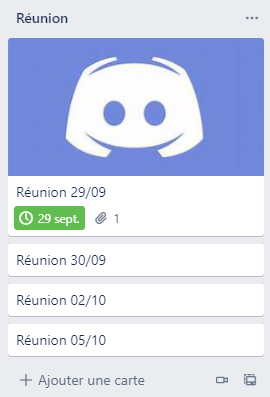 Réunion
Réunion 29/09
29 sept. 1
Réunion 30/09
Réunion 02/10
Réunion 05/10
Ajouter une carte